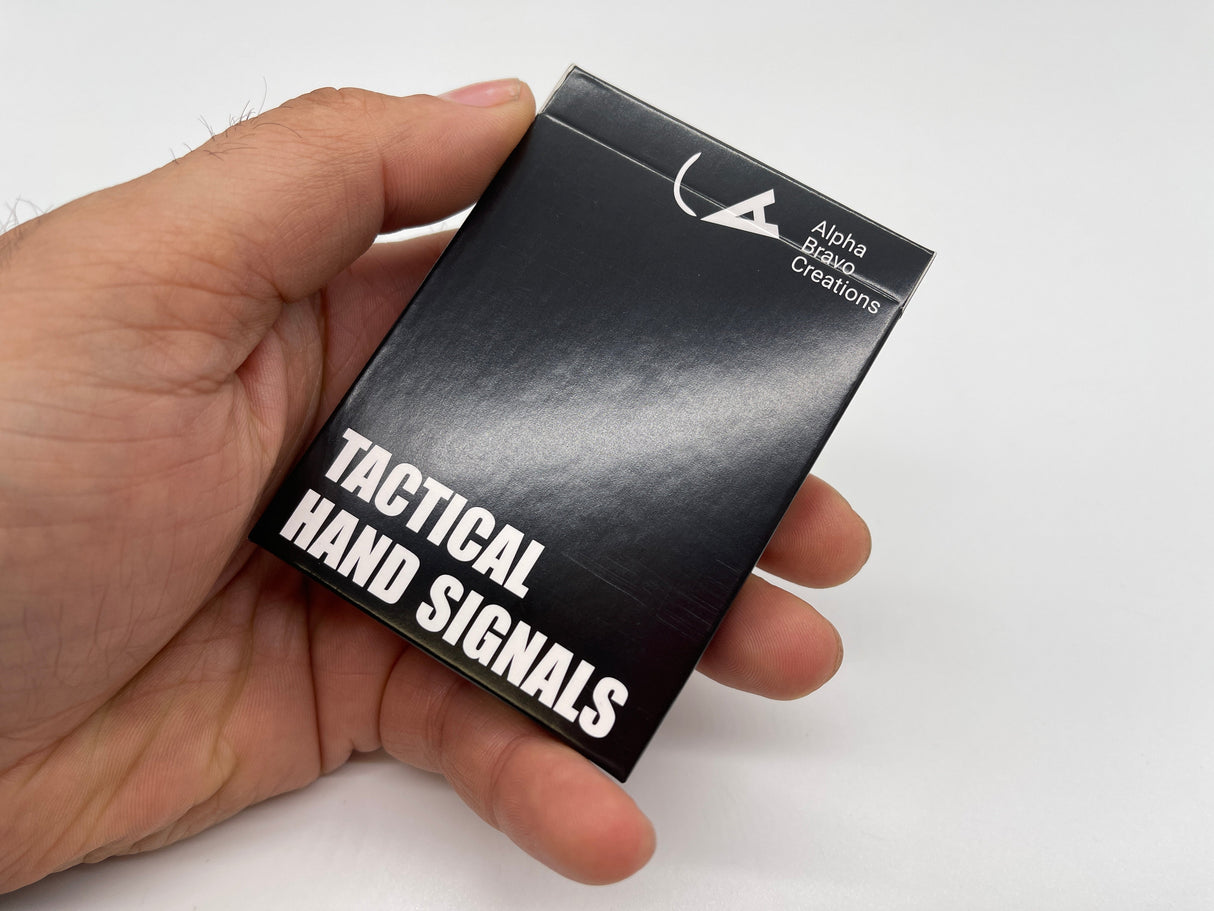 Alpha
Bravo
Creations
TACTICAL
HAND SIGNALS